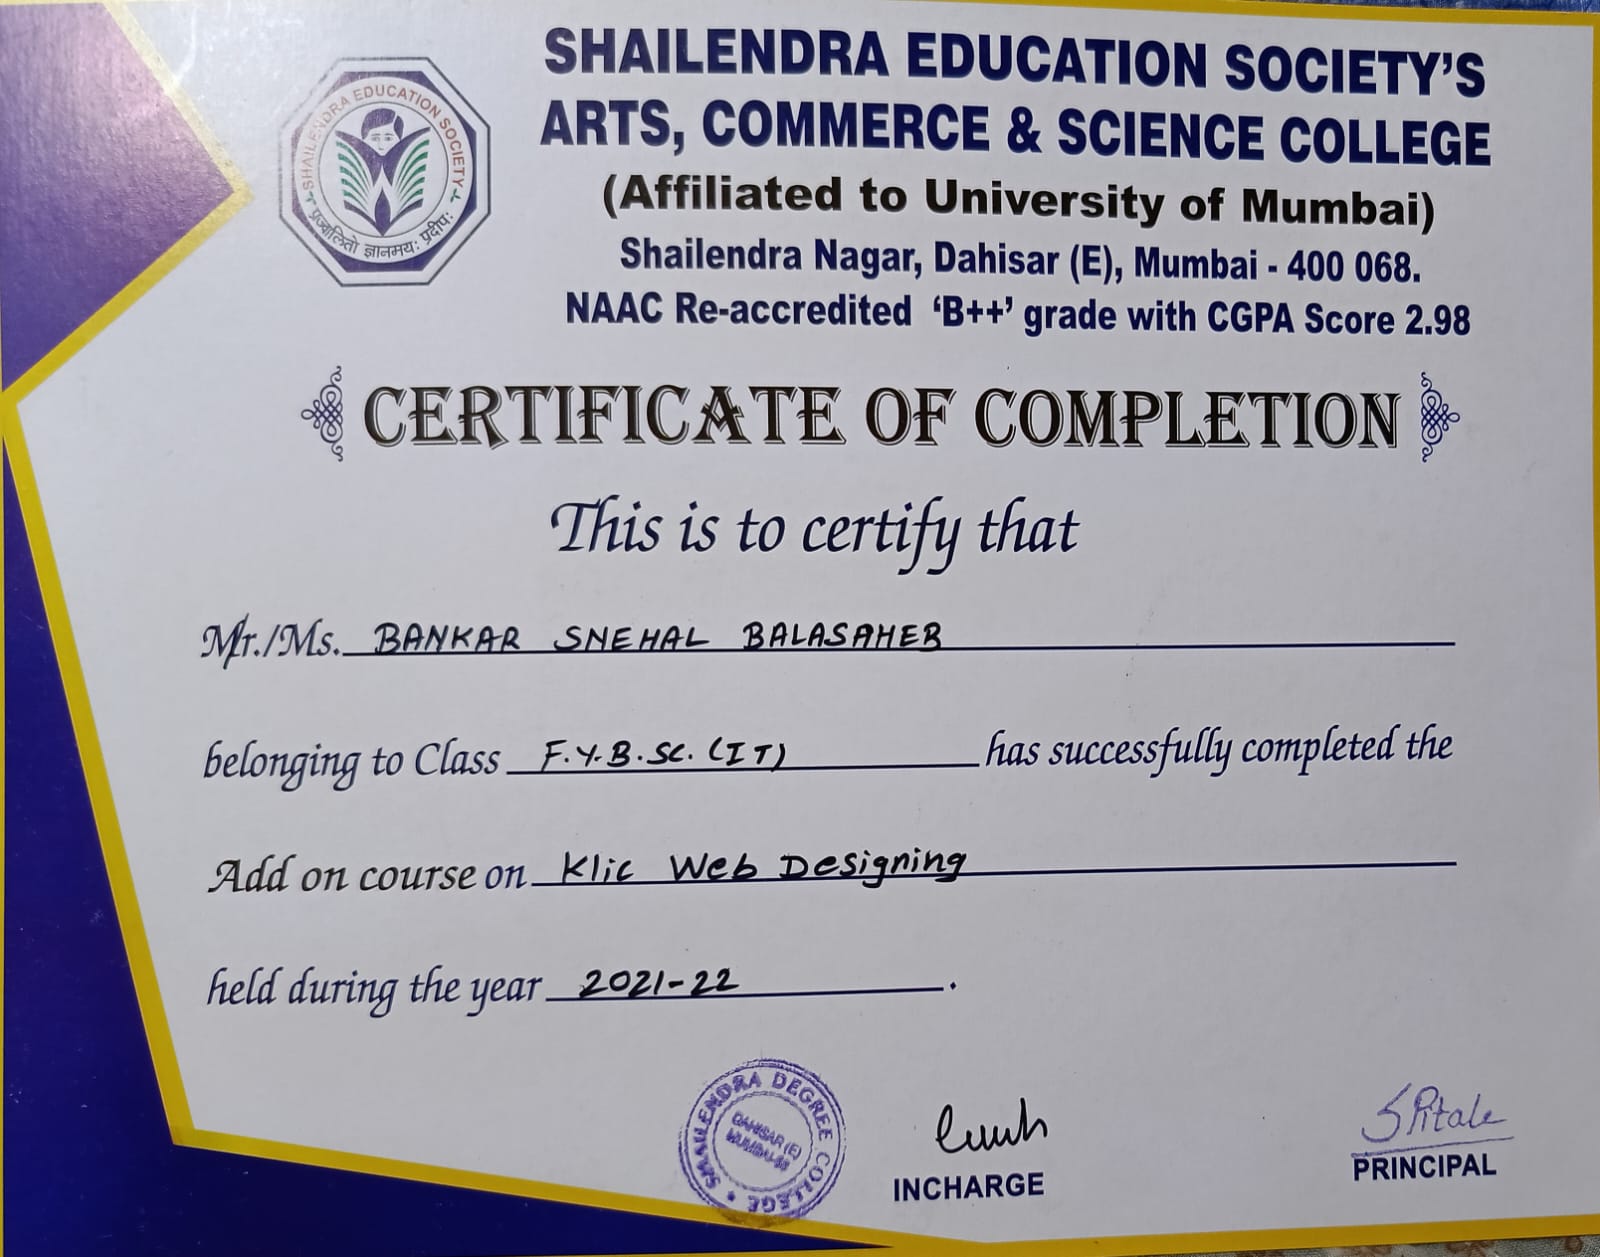 SHAILENDRA EDUCATION SOCIETY
प्रज्वालितो ज्ञानमयः प्रदीपः
SHAILENDRA EDUCATION SOCIETY'S
ARTS, COMMERCE & SCIENCE COLLEGE
(Affiliated to University of Mumbai)
Shailendra Nagar, Dahisar (E), Mumbai - 400 068.
NAAC Re-accredited 'B++' grade with CGPA Score 2.98
CERTIFICATE OF COMPLETION
This is to certify that
Mr./Ms. BANKAR SNEHAL BALASAHEB
belonging to Class F.Y.B.SC. (IT) has successfully completed the
Add on course on Klic Web Designing
held during the year 2021-22 .
SHAILENDRA DEGREE COLLEGE
DAHISAR (E)
MUMBAI-68
INCHARGE
SPitale
PRINCIPAL